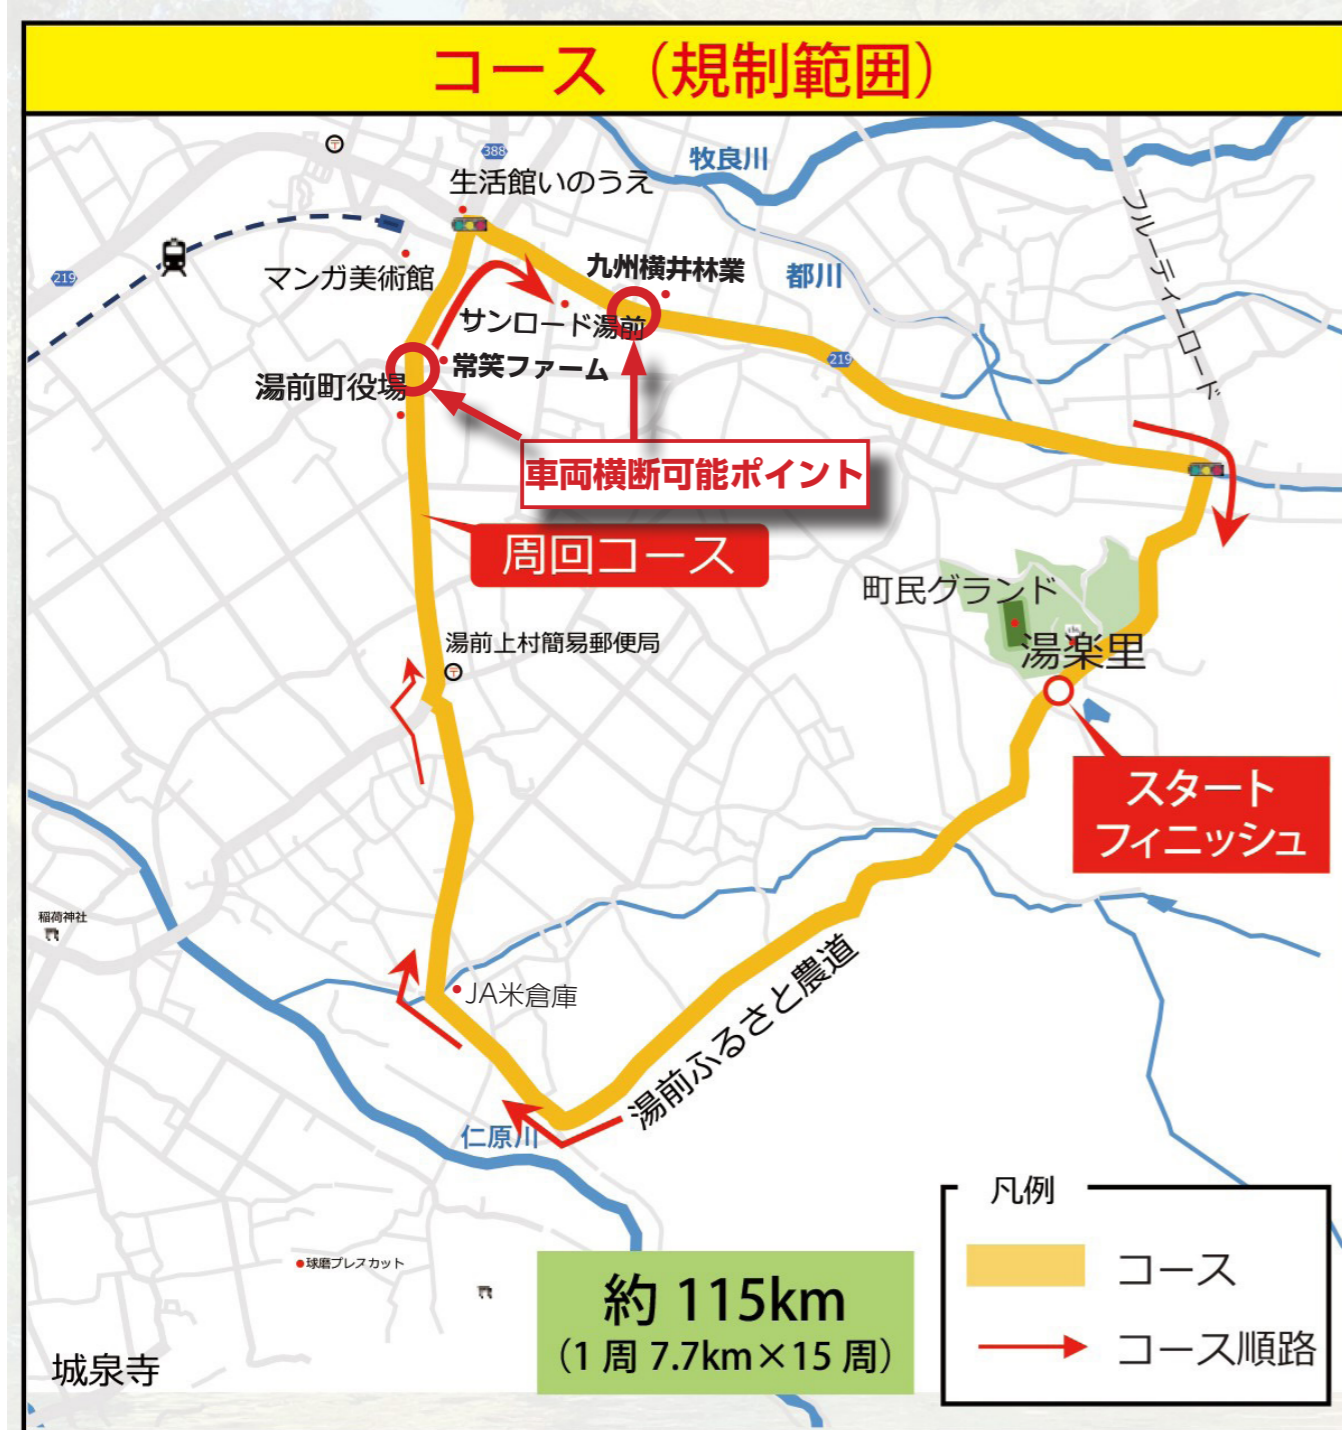 コース（規制範囲）
388
牧良川
生活館いのうえ
フルーティーロード
九州横井林業
都川
219
マンガ美術館
サンロード湯前
常笑ファーム
219
湯前町役場
車両横断可能ポイント
周回コース
町民グランド
湯前上村簡易郵便局
湯楽里
スタート
フィニッシュ
稲荷神社
JA米倉庫
湯前ふるさと農道
仁原川
凡例
球磨プレスカット
コース
約 115km
（1 周 7.7km×15 周）
コース順路
城泉寺